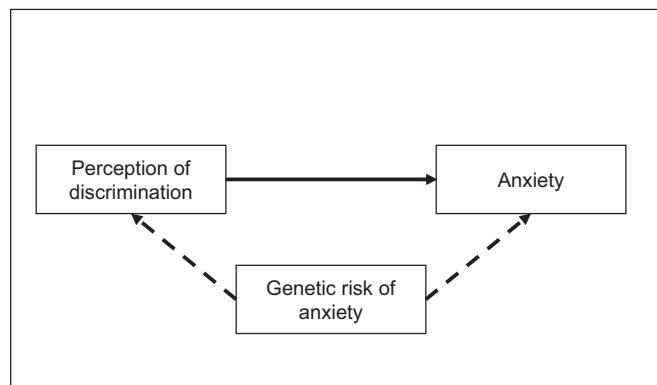 Perception of
discrimination
Anxiety
Genetic risk of
anxiety